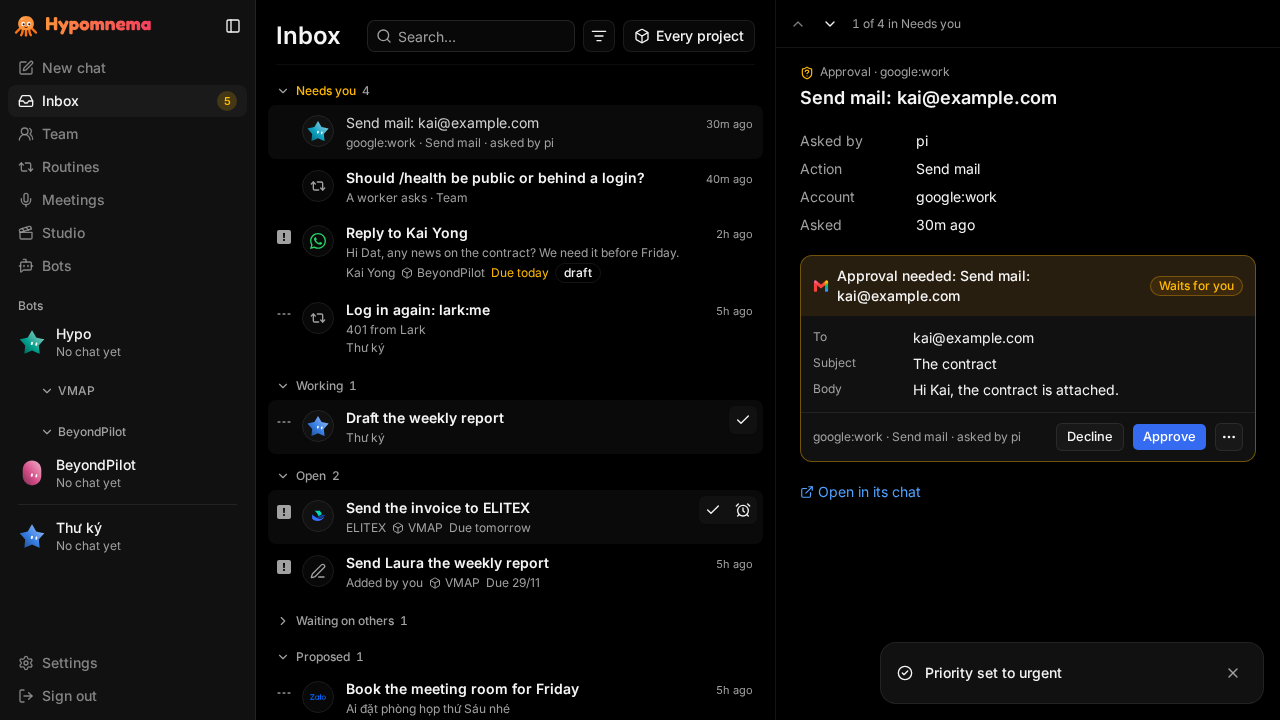 Hypomnema
New chat
Inbox
5
Team
Routines
Meetings
Studio
Bots
Bots
Hypo
No chat yet
VMAP
BeyondPilot
BeyondPilot
No chat yet
Thư ký
No chat yet
Settings
Sign out
Inbox
Search...
Every project
Needs you 4
Send mail: kai@example.com
30m ago
google:work · Send mail · asked by pi
Should /health be public or behind a login?
40m ago
A worker asks · Team
Reply to Kai Yong
2h ago
Hi Dat, any news on the contract? We need it before Friday.
Kai Yong BeyondPilot Due today draft
Log in again: lark:me
5h ago
401 from Lark
Thư ký
Working 1
Draft the weekly report
Thư ký
Open 2
Send the invoice to ELITEX
ELITEX VMAP Due tomorrow
Send Laura the weekly report
5h ago
Added by you VMAP Due 29/11
Waiting on others 1
Proposed 1
Zalo
Book the meeting room for Friday
5h ago
Ai đặt phòng họp thứ Sáu nhé
1 of 4 in Needs you
Approval · google:work
Send mail: kai@example.com
Asked by pi
Action Send mail
Account google:work
Asked 30m ago
Approval needed: Send mail:
kai@example.com
Waits for you
To kai@example.com
Subject The contract
Body Hi Kai, the contract is attached.
google:work · Send mail · asked by pi
Decline
Approve
Open in its chat
Priority set to urgent